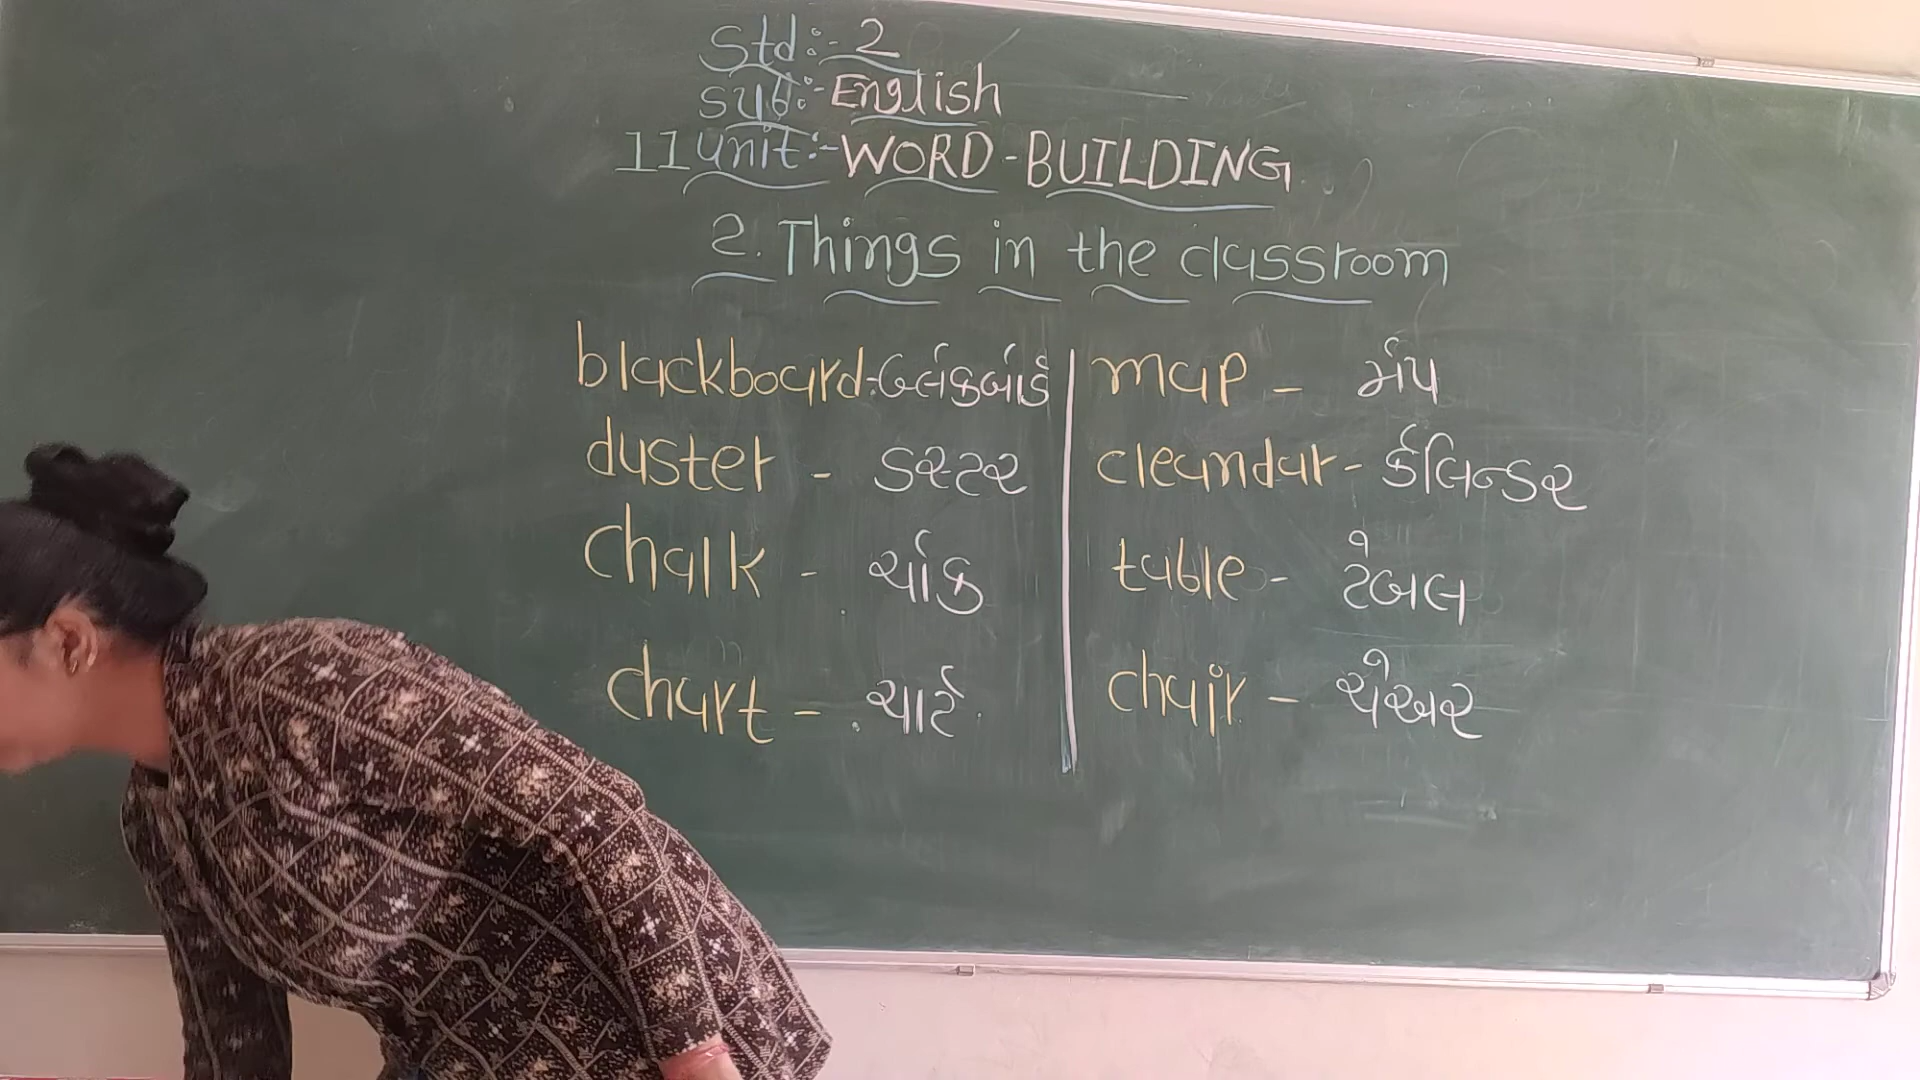 Std:- 2
sub:- English
11 unit:- WORD-BUILDING
2. Things in the classroom
blackboard - બ્લેકબોર્ડ
duster - ડસ્ટર
chalk - ચૉક
chart - ચાર્ટ
map - મૅપ
cleandar - કૅલિન્ડર
table - ટેબલ
chair - ચેઅર